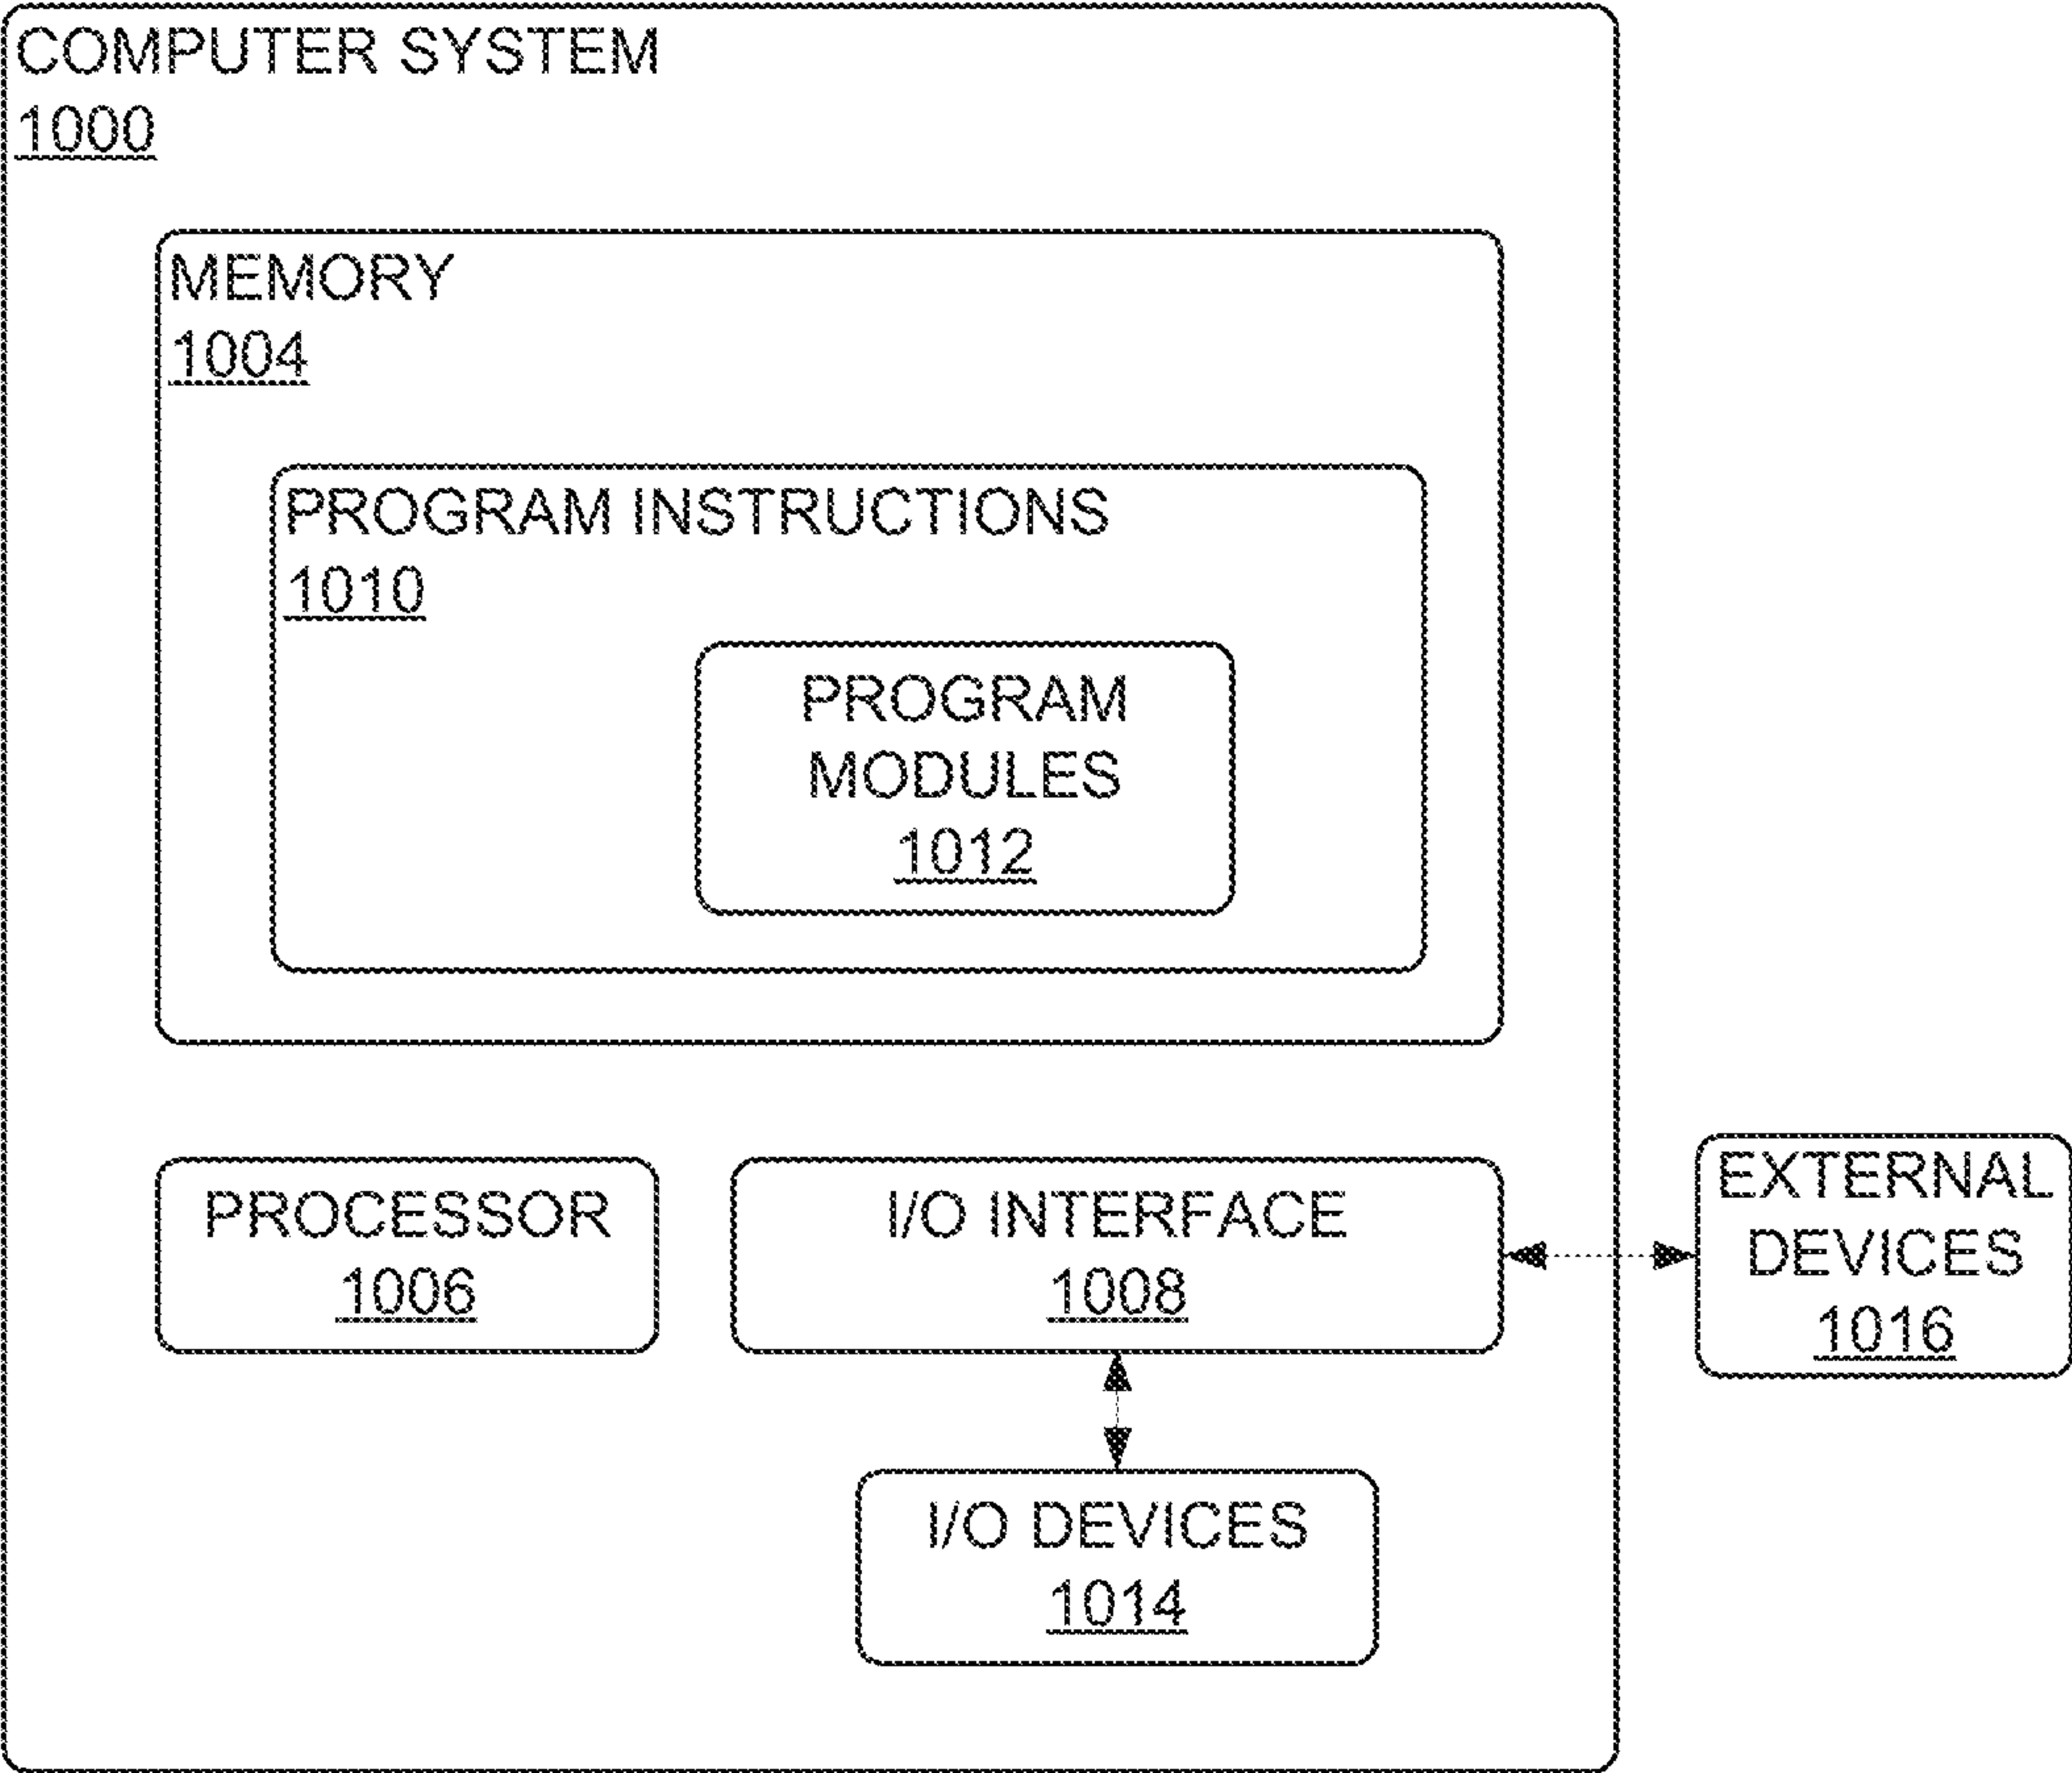 COMPUTER SYSTEM
1000
MEMORY
1004
PROGRAM INSTRUCTIONS
1010
PROGRAM
MODULES
1012
PROCESSOR
1006
I/O INTERFACE
1008
EXTERNAL
DEVICES
1016
I/O DEVICES
1014